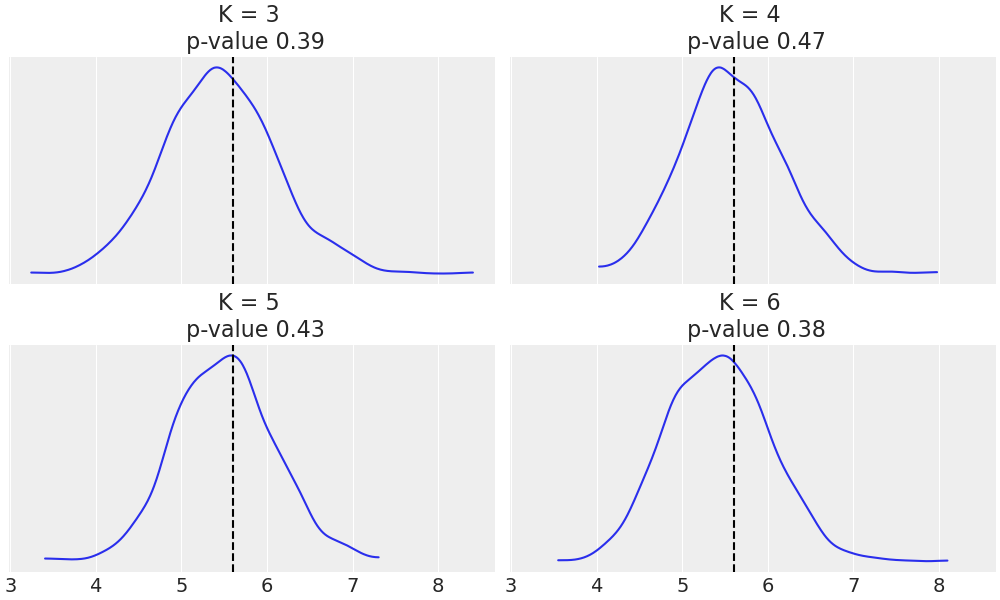 K = 3
p-value 0.39
K = 4
p-value 0.47
K = 5
p-value 0.43
K = 6
p-value 0.38
3 4 5 6 7 8
3 4 5 6 7 8